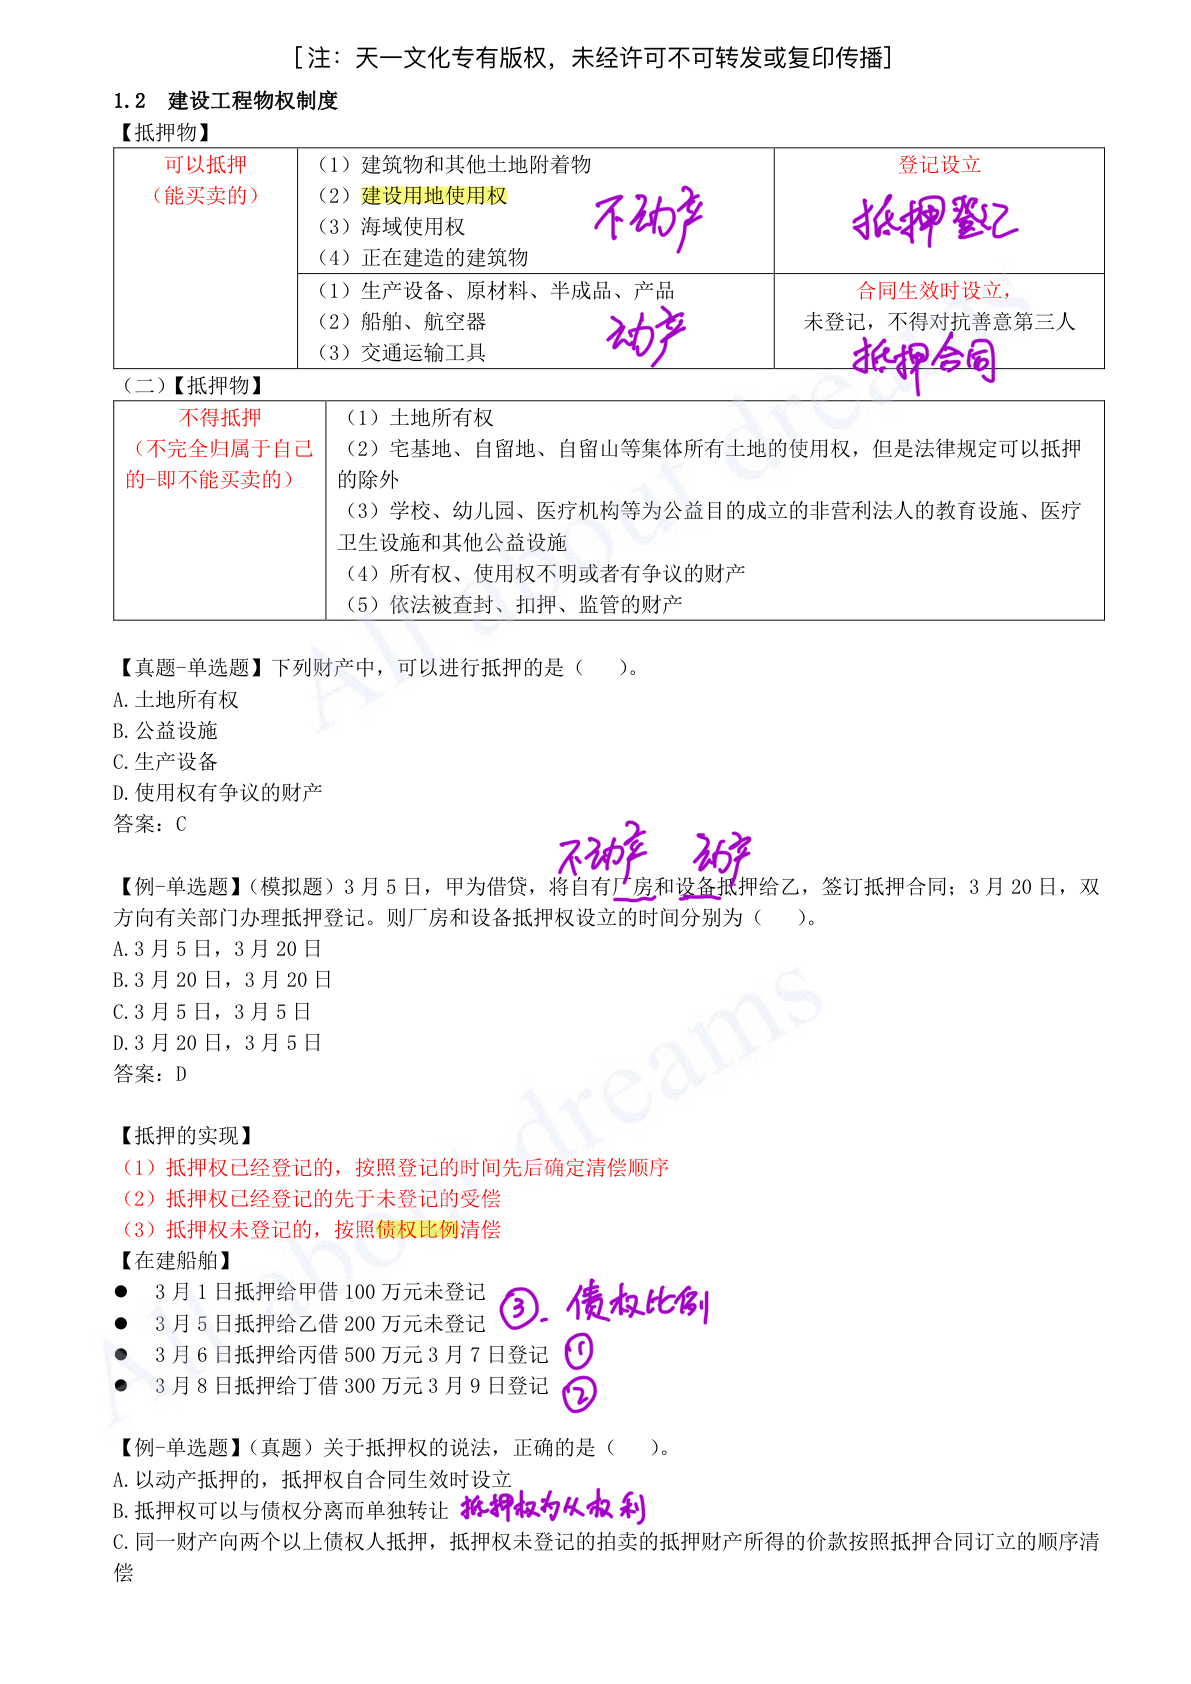 [注：天一文化专有版权，未经许可不可转发或复印传播]
1.2 建设工程物权制度
【抵押物】
可以抵押
（能买卖的）
（1）建筑物和其他土地附着物
（2）建设用地使用权
（3）海域使用权
（4）正在建造的建筑物
不动产
登记设立
抵押登记
（1）生产设备、原材料、半成品、产品
（2）船舶、航空器
（3）交通运输工具
动产
合同生效时设立，
未登记，不得对抗善意第三人
抵押合同
（二）【抵押物】
不得抵押
（不完全归属于自己
的-即不能买卖的）
（1）土地所有权
（2）宅基地、自留地、自留山等集体所有土地的使用权，但是法律规定可以抵押
的除外
（3）学校、幼儿园、医疗机构等为公益目的成立的非营利法人的教育设施、医疗
卫生设施和其他公益设施
（4）所有权、使用权不明或者有争议的财产
（5）依法被查封、扣押、监管的财产
All about dreams
【真题-单选题】下列财产中，可以进行抵押的是（ ）。
A.土地所有权
B.公益设施
C.生产设备
D.使用权有争议的财产
答案：C
不动产 动产
【例-单选题】（模拟题）3 月 5 日，甲为借贷，将自有厂房和设备抵押给乙，签订抵押合同；3 月 20 日，双
方向有关部门办理抵押登记。则厂房和设备抵押权设立的时间分别为（ ）。
A.3 月 5 日，3 月 20 日
B.3 月 20 日，3 月 20 日
C.3 月 5 日，3 月 5 日
D.3 月 20 日，3 月 5 日
答案：D
【抵押的实现】
（1）抵押权已经登记的，按照登记的时间先后确定清偿顺序
（2）抵押权已经登记的先于未登记的受偿
（3）抵押权未登记的，按照债权比例清偿
【在建船舶】
● 3 月 1 日抵押给甲借 100 万元未登记
● 3 月 5 日抵押给乙借 200 万元未登记
③. 债权比例
● 3 月 6 日抵押给丙借 500 万元 3 月 7 日登记 ①
● 3 月 8 日抵押给丁借 300 万元 3 月 9 日登记 ②
All about dreams
【例-单选题】（真题）关于抵押权的说法，正确的是（ ）。
A.以动产抵押的，抵押权自合同生效时设立
B.抵押权可以与债权分离而单独转让 抵押权为从权利
C.同一财产向两个以上债权人抵押，抵押权未登记的拍卖的抵押财产所得的价款按照抵押合同订立的顺序清
偿